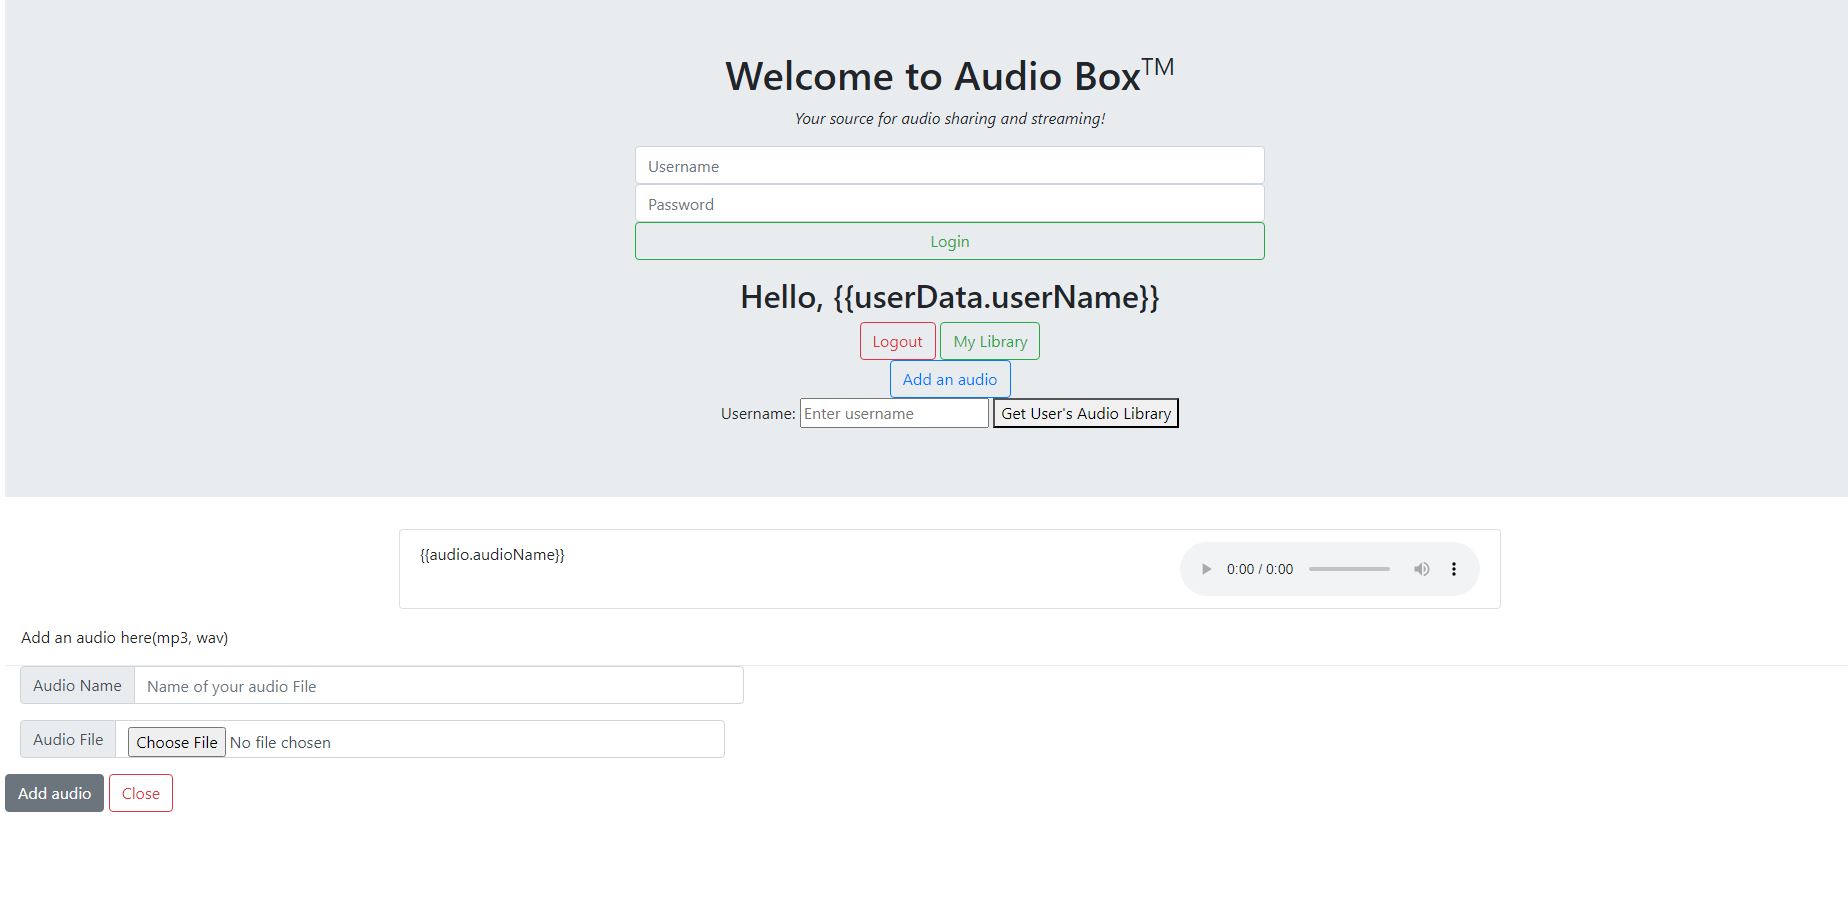 Welcome to Audio Box™
Your source for audio sharing and streaming!
Username
Password
Login
Hello, {{userData.userName}}
Logout My Library
Add an audio
Username: Enter username Get User's Audio Library
{{audio.audioName}} 0:00 / 0:00
Add an audio here(mp3, wav)
Audio Name Name of your audio File
Audio File Choose File No file chosen
Add audio Close